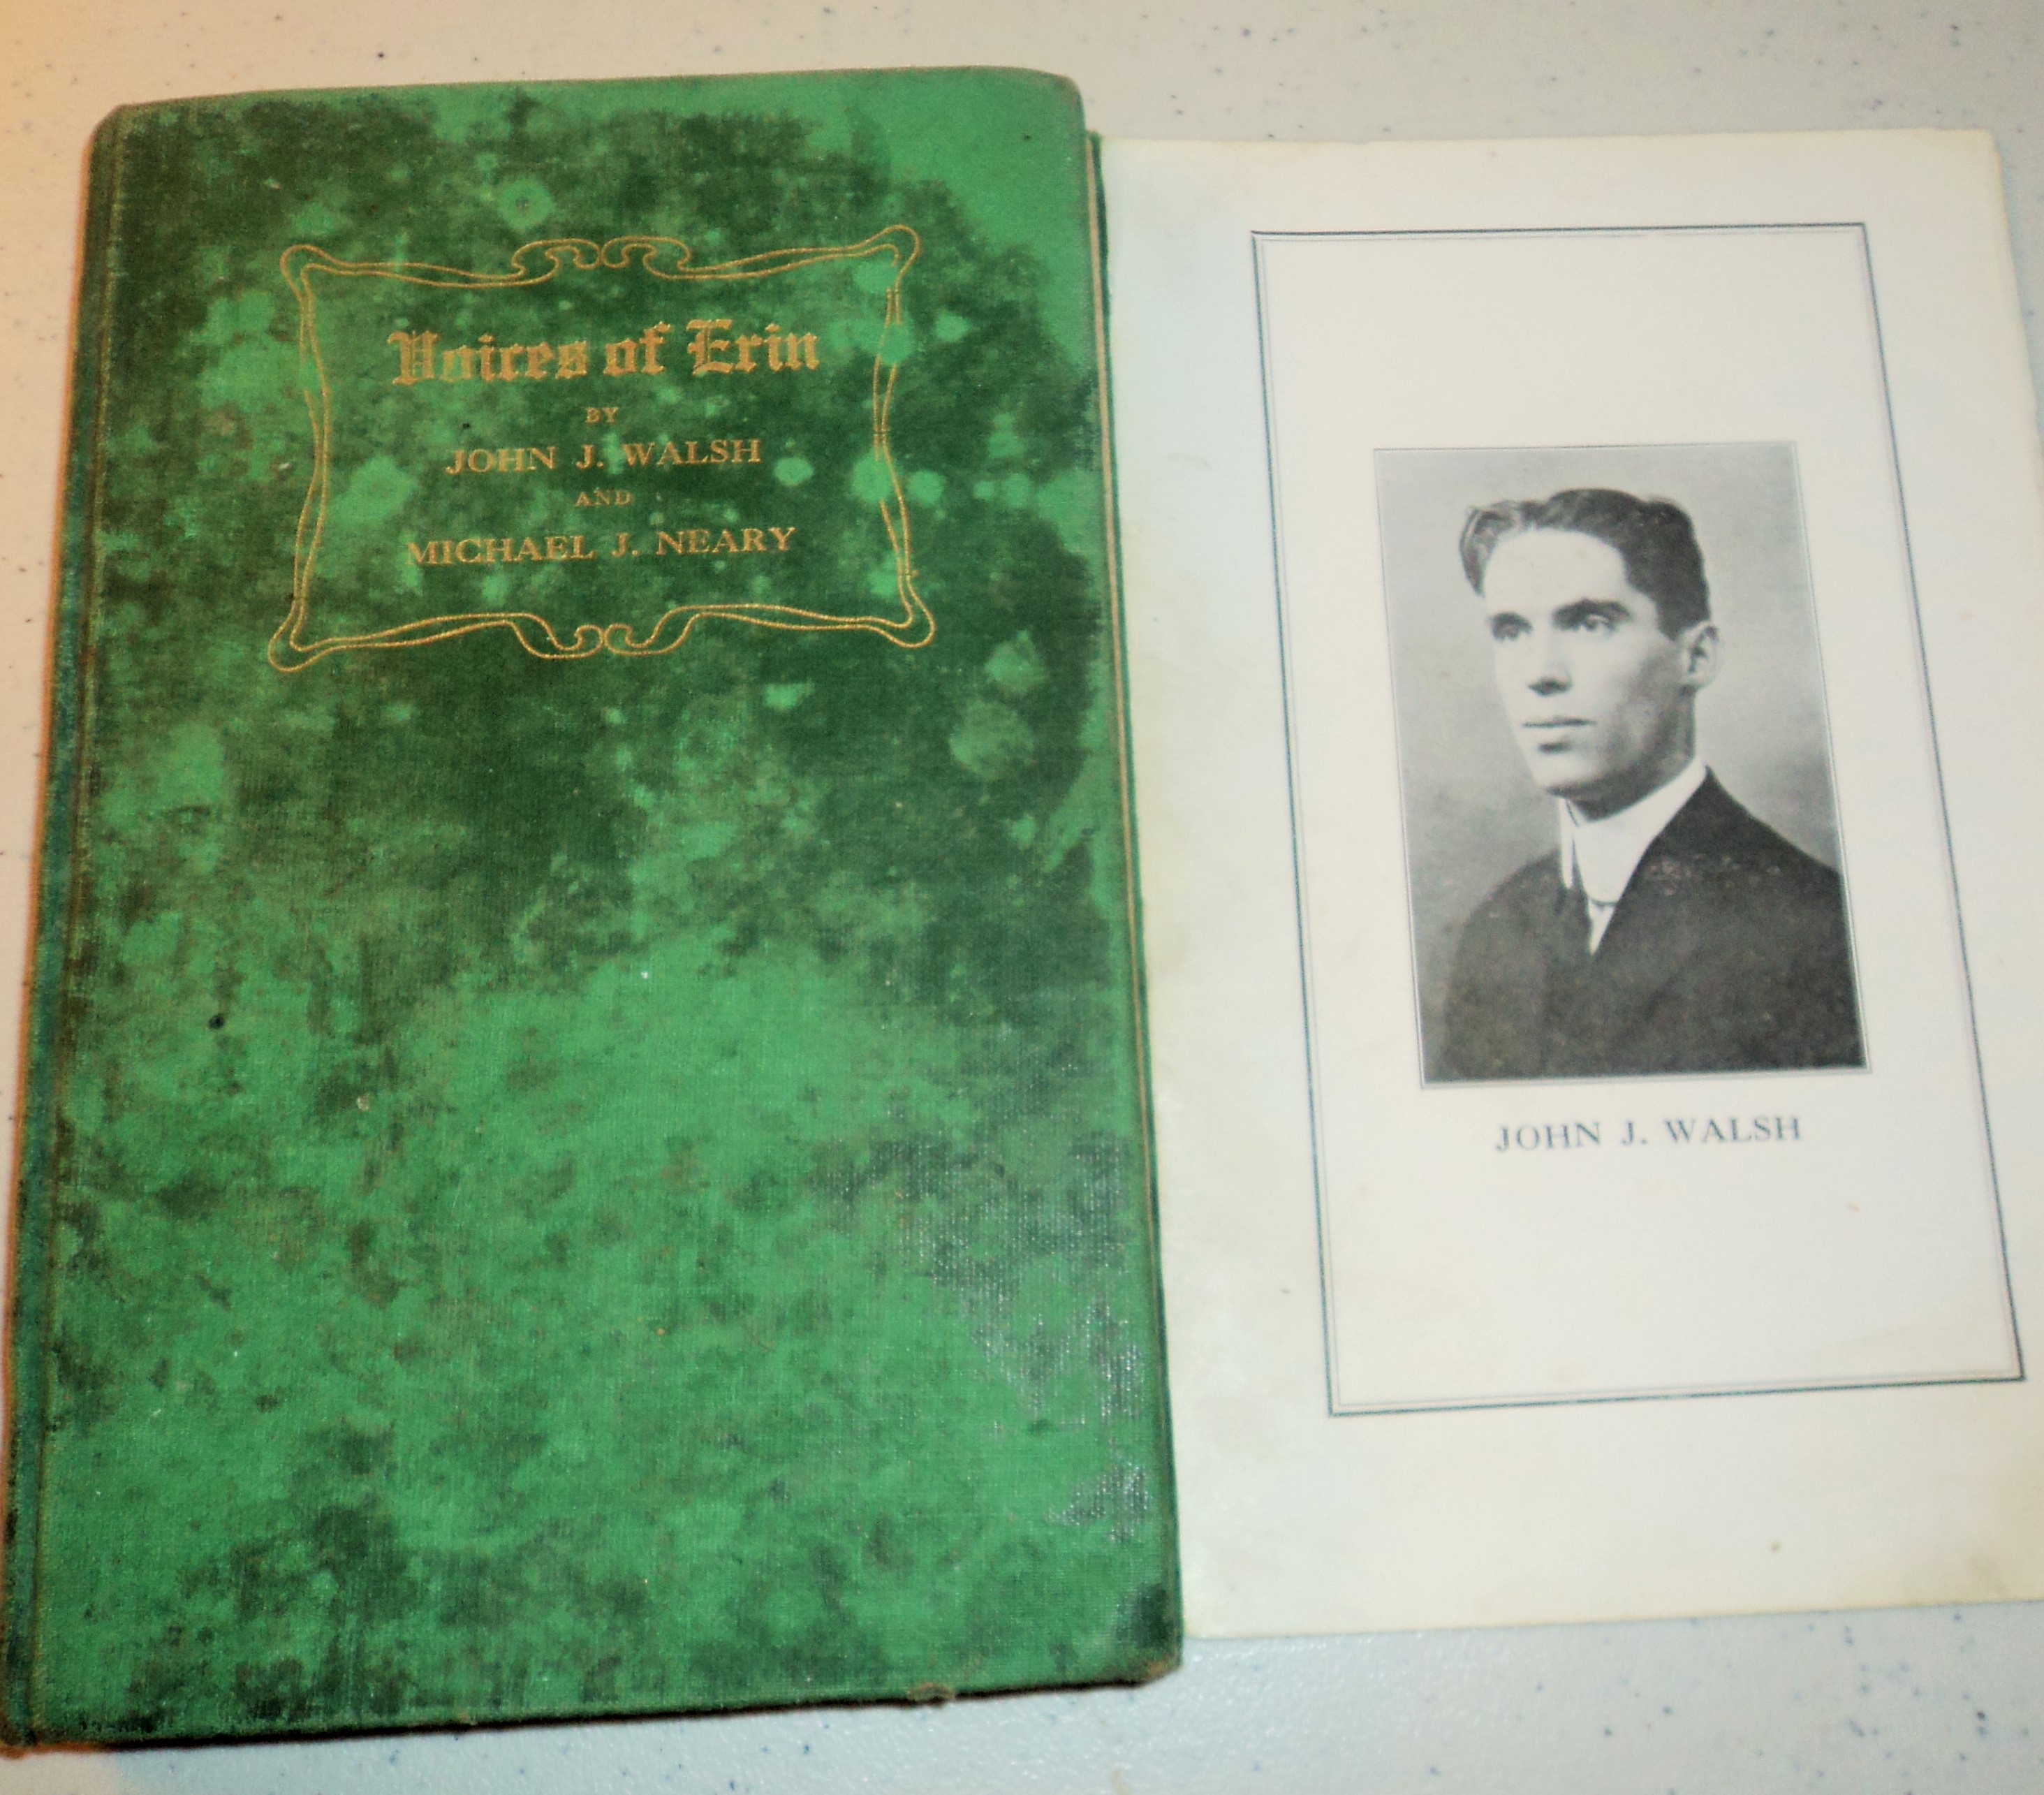 Voices of Erin
BY
JOHN J. WALSH
AND
MICHAEL J. NEARY
JOHN J. WALSH